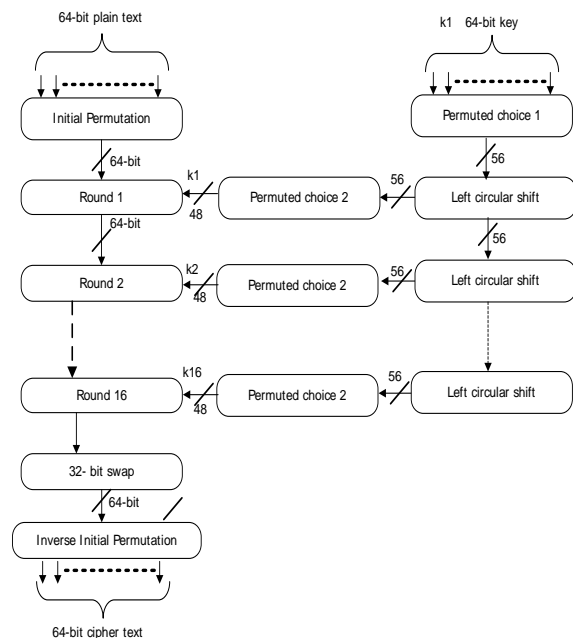 64-bit plain text
k1 64-bit key
Initial Permutation
Permuted choice 1
64-bit
56
Round 1
k1
48
Permuted choice 2
56
Left circular shift
64-bit
56
Round 2
k2
48
Permuted choice 2
56
Left circular shift
Round 16
k16
48
Permuted choice 2
56
Left circular shift
32- bit swap
64-bit
Inverse Initial Permutation
64-bit cipher text